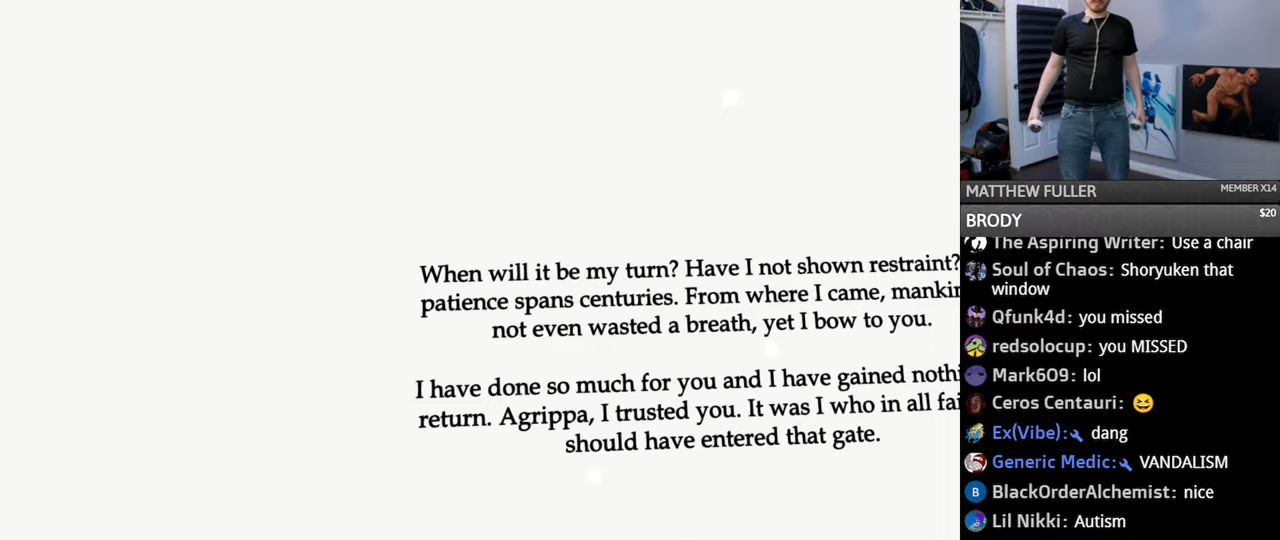 When will it be my turn? Have I not shown restraint?
patience spans centuries. From where I came,
not even wasted a breath, yet I bow to you.
I have done so much for you and I have gained
return. Agrippa, I trusted you. It was I who in all
should have entered that gate.
MATTHEW FULLER
MEMBER X14
BRODY
$20
The Aspiring Writer: Use a chair
Soul of Chaos: Shoryuken that
window
Qfunk4d: you missed
redsolocup: you MISSED
Mark6O9: lol
Ceros Centauri: 😆
Ex(Vibe): dang
Generic Medic: VANDALISM
B BlackOrderAlchemist: nice
Lil Nikki: Autism